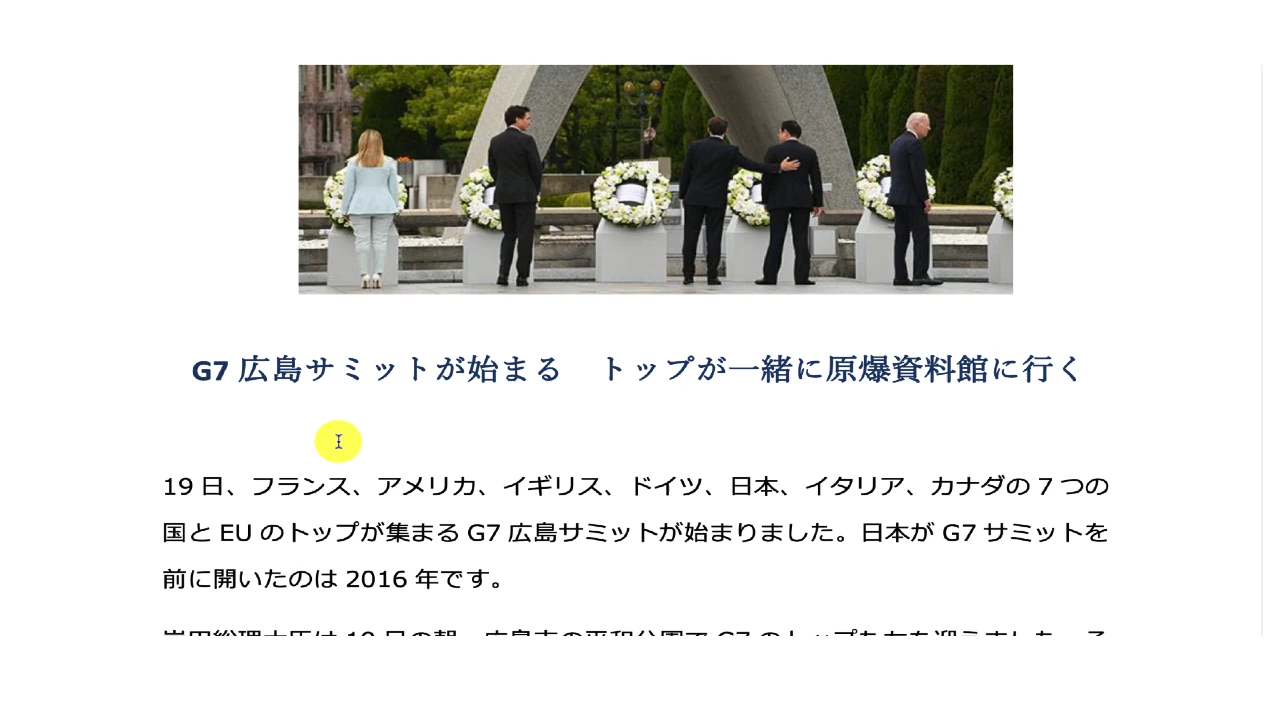 G7 広島サミットが始まる　トップが一緒に原爆資料館に行く
19 日、フランス、アメリカ、イギリス、ドイツ、日本、イタリア、カナダの 7 つの
国と EU のトップが集まる G7 広島サミットが始まりました。日本が G7 サミットを
前に開いたのは 2016 年です。